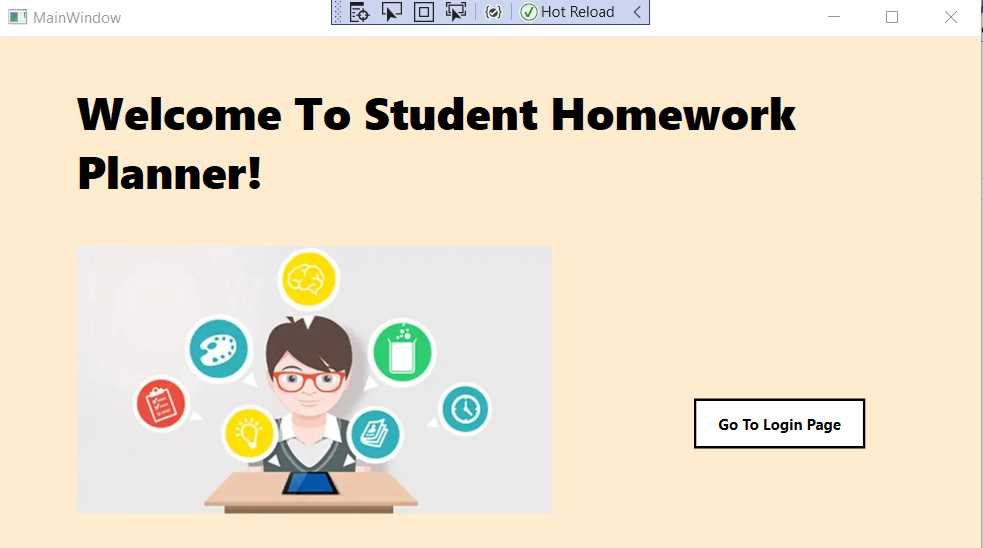 MainWindow
Hot Reload
Welcome To Student Homework
Planner!
Go To Login Page